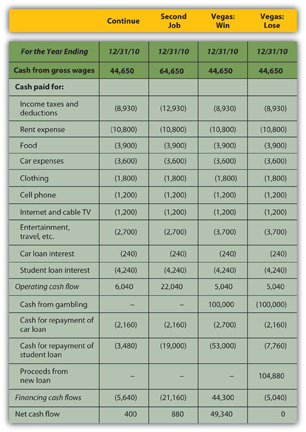 Continue Second Job Vegas: Win Vegas: Lose
For the Year Ending 12/31/10 12/31/10 12/31/10 12/31/10
Cash from gross wages 44,650 64,650 44,650 44,650
Cash paid for:
Income taxes and deductions (8,930) (12,930) (8,930) (8,930)
Rent expense (10,800) (10,800) (10,800) (10,800)
Food (3,900) (3,900) (3,900) (3,900)
Car expenses (3,600) (3,600) (3,600) (3,600)
Clothing (1,800) (1,800) (1,800) (1,800)
Cell phone (1,200) (1,200) (1,200) (1,200)
Internet and cable TV (1,200) (1,200) (1,200) (1,200)
Entertainment, travel, etc. (2,700) (2,700) (3,700) (3,700)
Car loan interest (240) (240) (240) (240)
Student loan interest (4,240) (4,240) (4,240) (4,240)
Operating cash flow 6,040 22,040 5,040 5,040
Cash from gambling – – 100,000 (100,000)
Cash for repayment of car loan (2,160) (2,160) (2,700) (2,160)
Cash for repayment of student loan (3,480) (19,000) (53,000) (7,760)
Proceeds from new loan – – – 104,880
Financing cash flows (5,640) (21,160) 44,300 (5,040)
Net cash flow 400 880 49,340 0